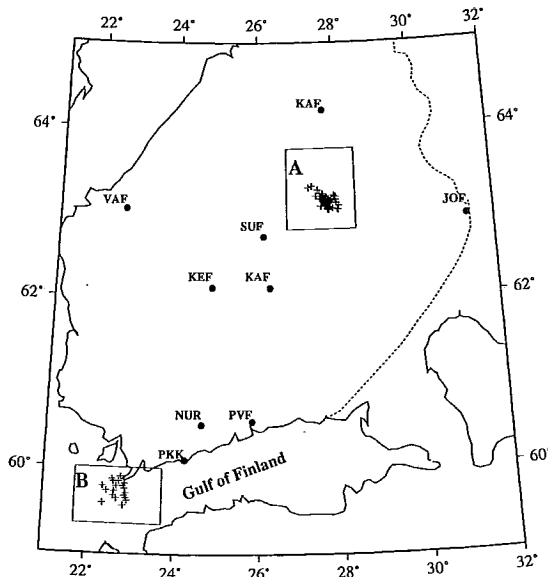 22° 24° 26° 28° 30° 32°
KAF
64° 64°
A
VAF JOF
SUF
KEF KAF
62° 62°
NUR PVF
PKK
60° 60°
B Gulf of Finland
22° 24° 26° 28° 30° 32°